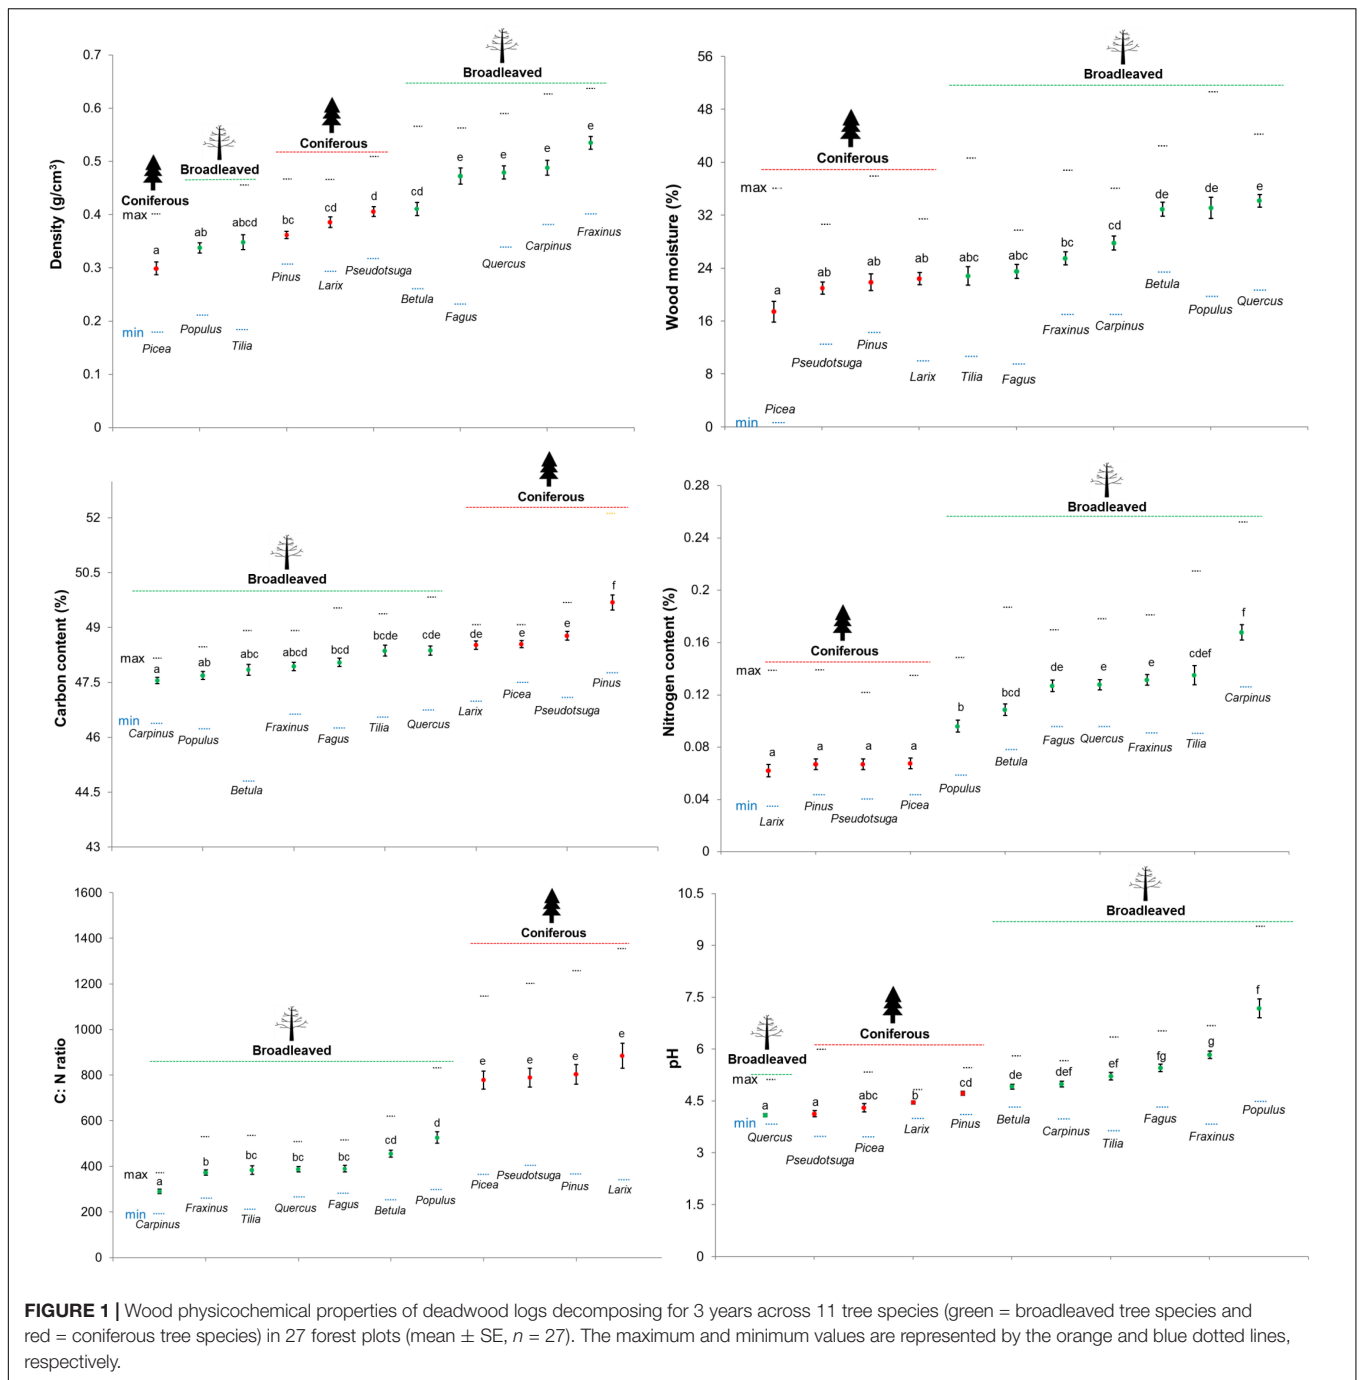 0.7
0.6
0.5
0.4
0.3
0.2
0.1
0
Density (g/cm³)
Coniferous
Broadleaved
Coniferous
Broadleaved
max
min
a
ab
abcd
bc
cd
d
cd
e
e
e
e
Picea
Populus
Tilia
Pinus
Larix
Pseudotsuga
Betula
Fagus
Quercus
Carpinus
Fraxinus
56
48
40
32
24
16
8
0
Wood moisture (%)
Coniferous
Broadleaved
max
min
a
ab
ab
ab
abc
abc
bc
cd
de
de
e
Picea
Pseudotsuga
Pinus
Larix
Tilia
Fagus
Fraxinus
Carpinus
Betula
Populus
Quercus
52
50.5
49
47.5
46
44.5
43
Carbon content (%)
Broadleaved
Coniferous
max
min
a
ab
abc
abcd
bcd
bcde
cde
de
e
e
f
Carpinus
Populus
Betula
Fraxinus
Fagus
Tilia
Quercus
Larix
Picea
Pseudotsuga
Pinus
0.28
0.24
0.2
0.16
0.12
0.08
0.04
0
Nitrogen content (%)
Coniferous
Broadleaved
max
min
a
a
a
a
b
bcd
de
e
e
cdef
f
Larix
Pinus
Pseudotsuga
Picea
Populus
Betula
Fagus
Quercus
Fraxinus
Tilia
Carpinus
1600
1400
1200
1000
800
600
400
200
0
C: N ratio
Broadleaved
Coniferous
max
min
a
b
bc
bc
bc
cd
d
e
e
e
e
Carpinus
Fraxinus
Tilia
Quercus
Fagus
Betula
Populus
Picea
Pseudotsuga
Pinus
Larix
10.5
9
7.5
6
4.5
3
1.5
0
pH
Broadleaved
Coniferous
Broadleaved
max
min
a
a
abc
b
cd
de
def
ef
fg
g
f
Quercus
Pseudotsuga
Picea
Larix
Pinus
Betula
Carpinus
Tilia
Fagus
Fraxinus
Populus
FIGURE 1 | Wood physicochemical properties of deadwood logs decomposing for 3 years across 11 tree species (green = broadleaved tree species and
red = coniferous tree species) in 27 forest plots (mean ± SE, n = 27). The maximum and minimum values are represented by the orange and blue dotted lines,
respectively.